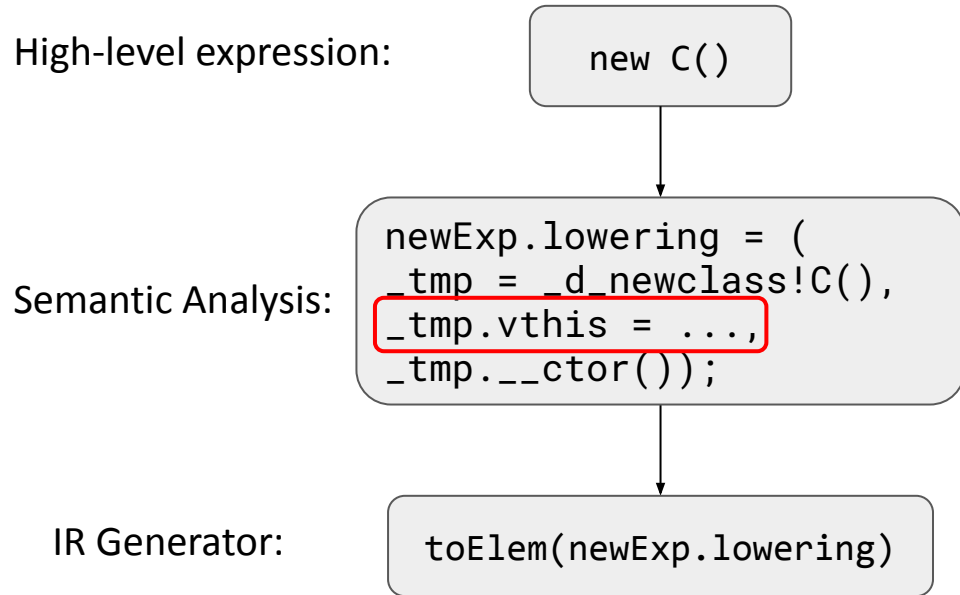 High-level expression:
new C()
Semantic Analysis:
newExp.lowering = (
_tmp = _d_newclass!C(),
_tmp.vthis = ...,
_tmp.__ctor());
IR Generator:
toElem(newExp.lowering)